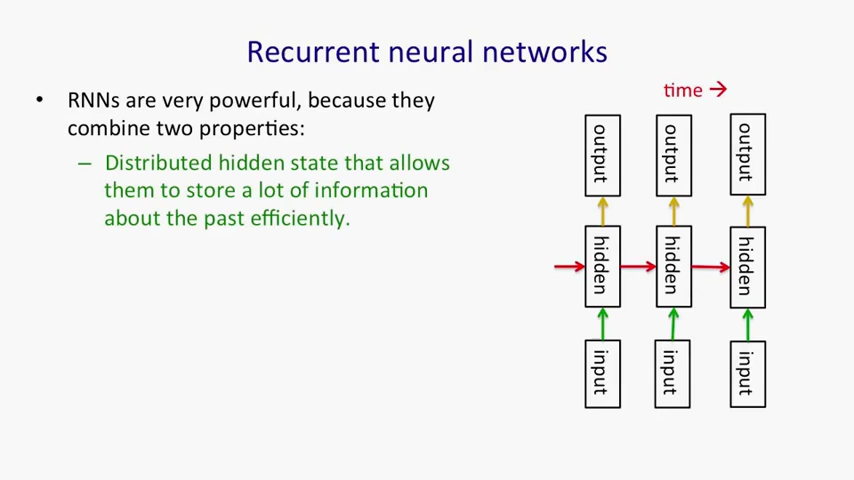 Recurrent neural networks
• RNNs are very powerful, because they
combine two properties:
– Distributed hidden state that allows
them to store a lot of information
about the past efficiently.
time →
output
output
output
hidden
hidden
hidden
input
input
input